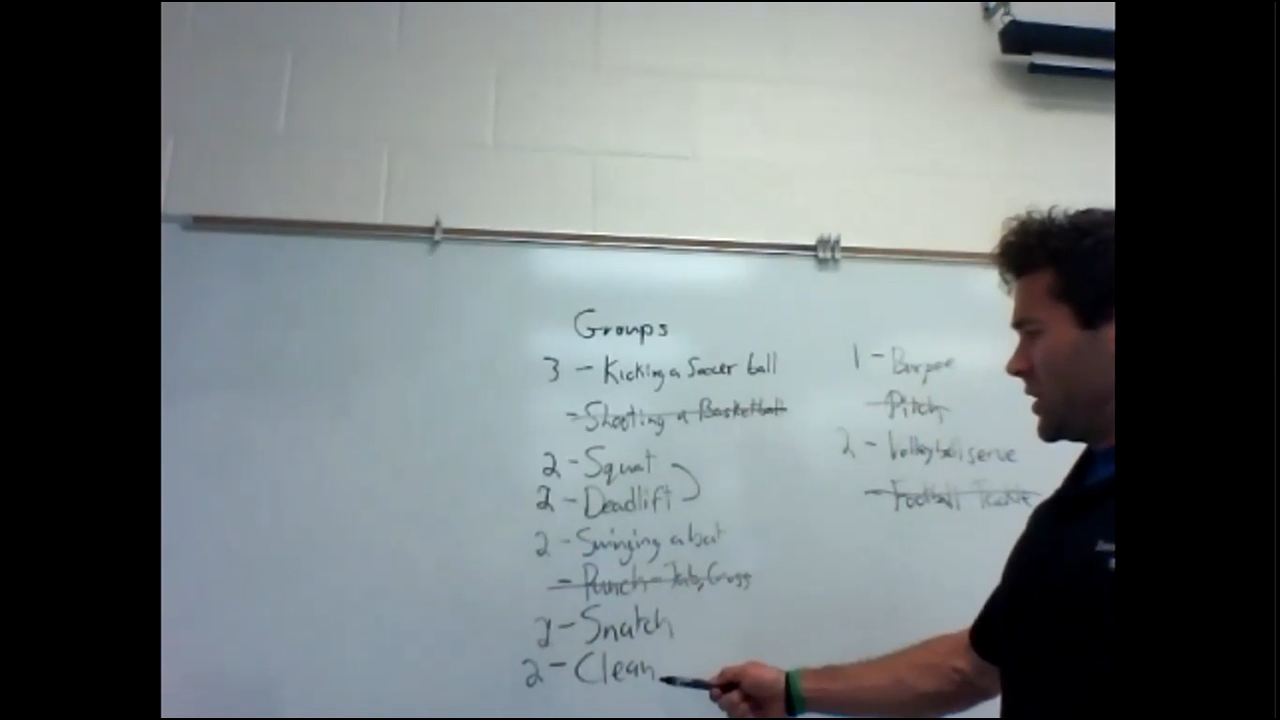 Groups
3 - Kicking a Soccer ball
- Shooting a Basketball
2 - Squat
2 - Deadlift
2 - Swinging a bat
- Punch - Jab, Cross
2 - Snatch
2 - Clean
1 - Burpee
- Pitch
2 - Volleyball serve
- Football Tackle